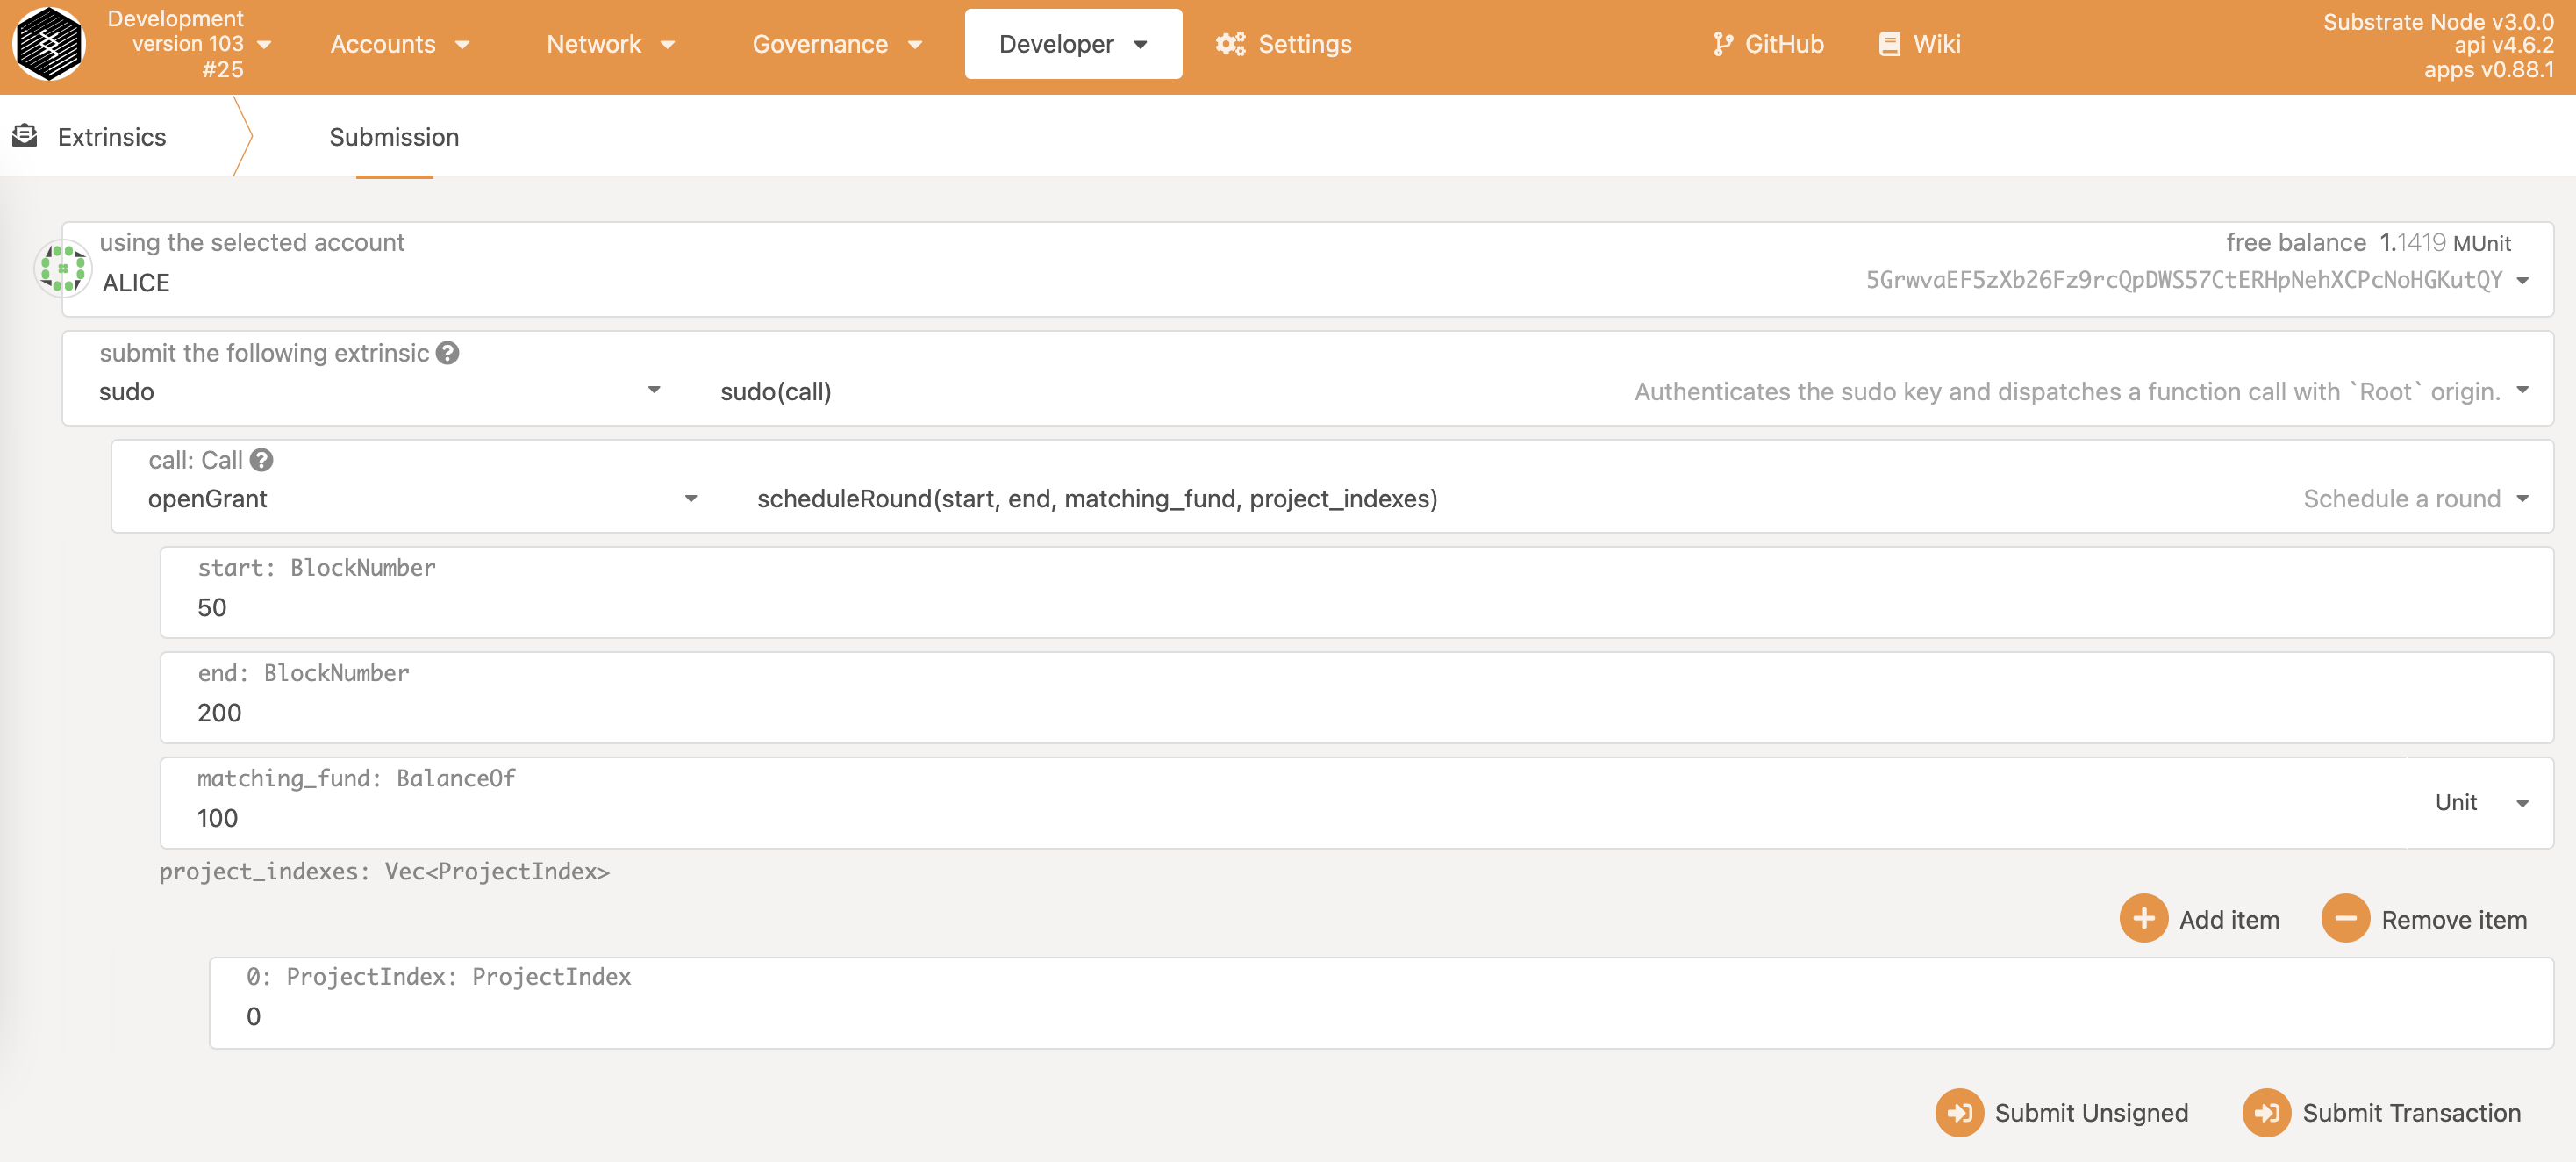 Development
version 103
#25
Accounts
Network
Governance
Developer
Settings
GitHub
Wiki
Substrate Node v3.0.0
api v4.6.2
apps v0.88.1
Extrinsics
Submission
using the selected account
free balance 1.1419 MUnit
ALICE
5GrwvaEF5zXb26Fz9rcQpDWS57CtERHpNehXCPcNoHGKutQY
submit the following extrinsic ?
sudo
sudo(call)
Authenticates the sudo key and dispatches a function call with `Root` origin.
call: Call ?
openGrant
scheduleRound(start, end, matching_fund, project_indexes)
Schedule a round
start: BlockNumber
50
end: BlockNumber
200
matching_fund: BalanceOf
100
Unit
project_indexes: Vec<ProjectIndex>
Add item
Remove item
0: ProjectIndex: ProjectIndex
0
Submit Unsigned
Submit Transaction